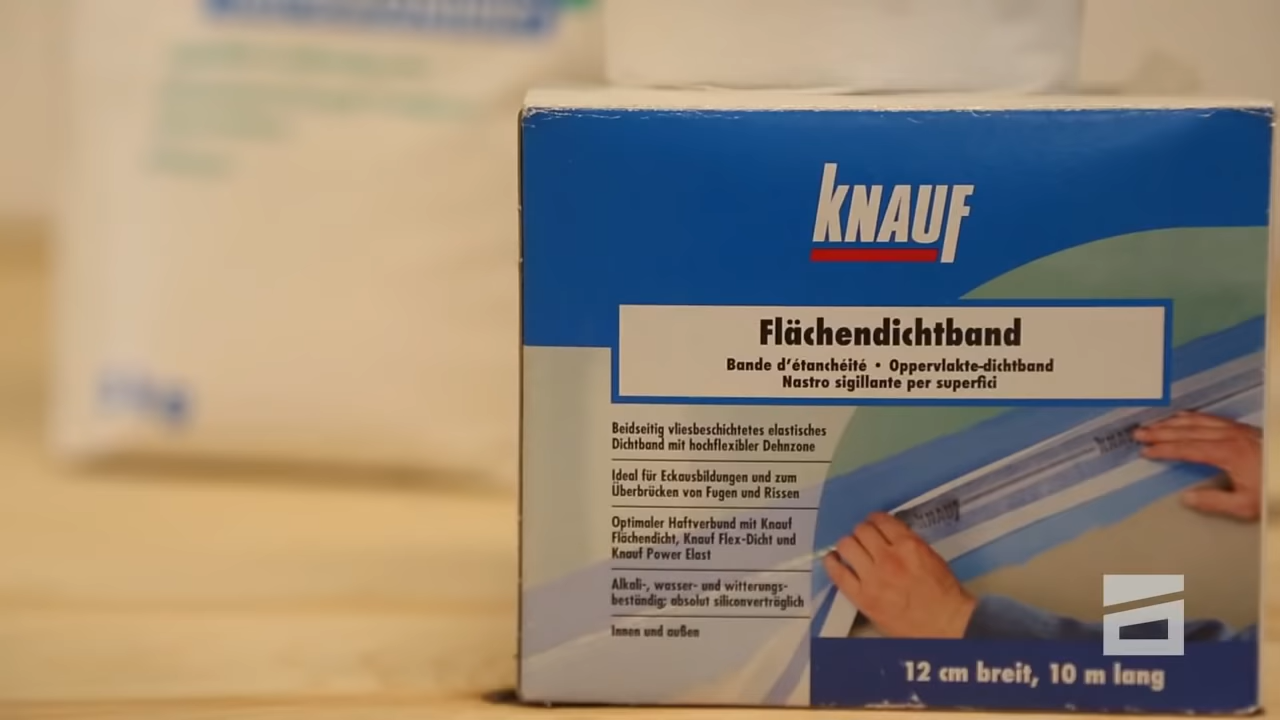 KNAUF
Flächendichtband
Bande d'étanchéité • Oppervlakte-dichtband
Nastro sigillante per superfici
Beidseitig vliesbeschichtetes elastisches
Dichtband mit hochflexibler Dehnzone
Ideal für Eckausbildungen und zum
Überbrücken von Fugen und Rissen
Optimaler Haftverbund mit Knauf
Flächendicht, Knauf Flex-Dicht und
Knauf Power Elast
Alkali-, wasser- und witterungs-
beständig; absolut siliconverträglich
Innen und außen
KNAUF
KNAUF
12 cm breit, 10 m lang